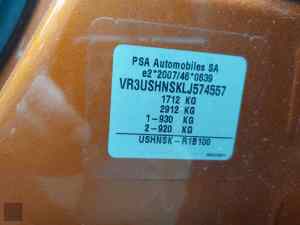 PSA Automobiles SA
e2*2007/46*0639
VR3USHNSKLJ574557
1712 KG
2912 KG
1-930 KG
2-920 KG
USHNSK-R1B100